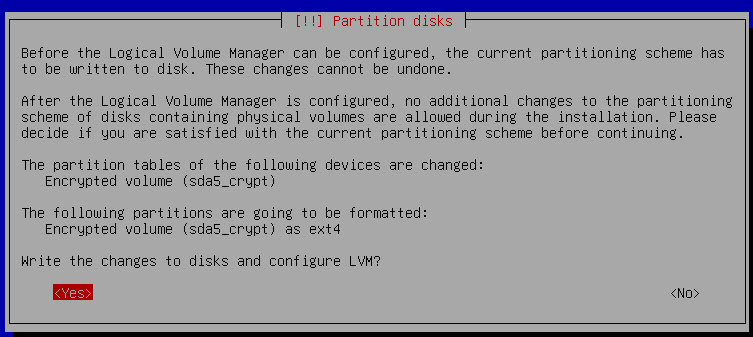 [!!] Partition disks
Before the Logical Volume Manager can be configured, the current partitioning scheme has
to be written to disk. These changes cannot be undone.
After the Logical Volume Manager is configured, no additional changes to the partitioning
scheme of disks containing physical volumes are allowed during the installation. Please
decide if you are satisfied with the current partitioning scheme before continuing.
The partition tables of the following devices are changed:
Encrypted volume (sda5_crypt)
The following partitions are going to be formatted:
Encrypted volume (sda5_crypt) as ext4
Write the changes to disks and configure LVM?
<Yes> <No>